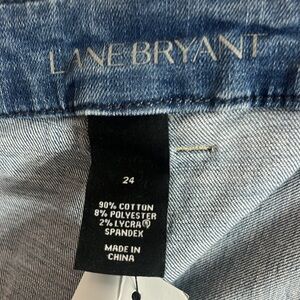 LANE BRYANT
24
90% COTTON
8% POLYESTER
2% LYCRA®
SPANDEX
MADE IN
CHINA